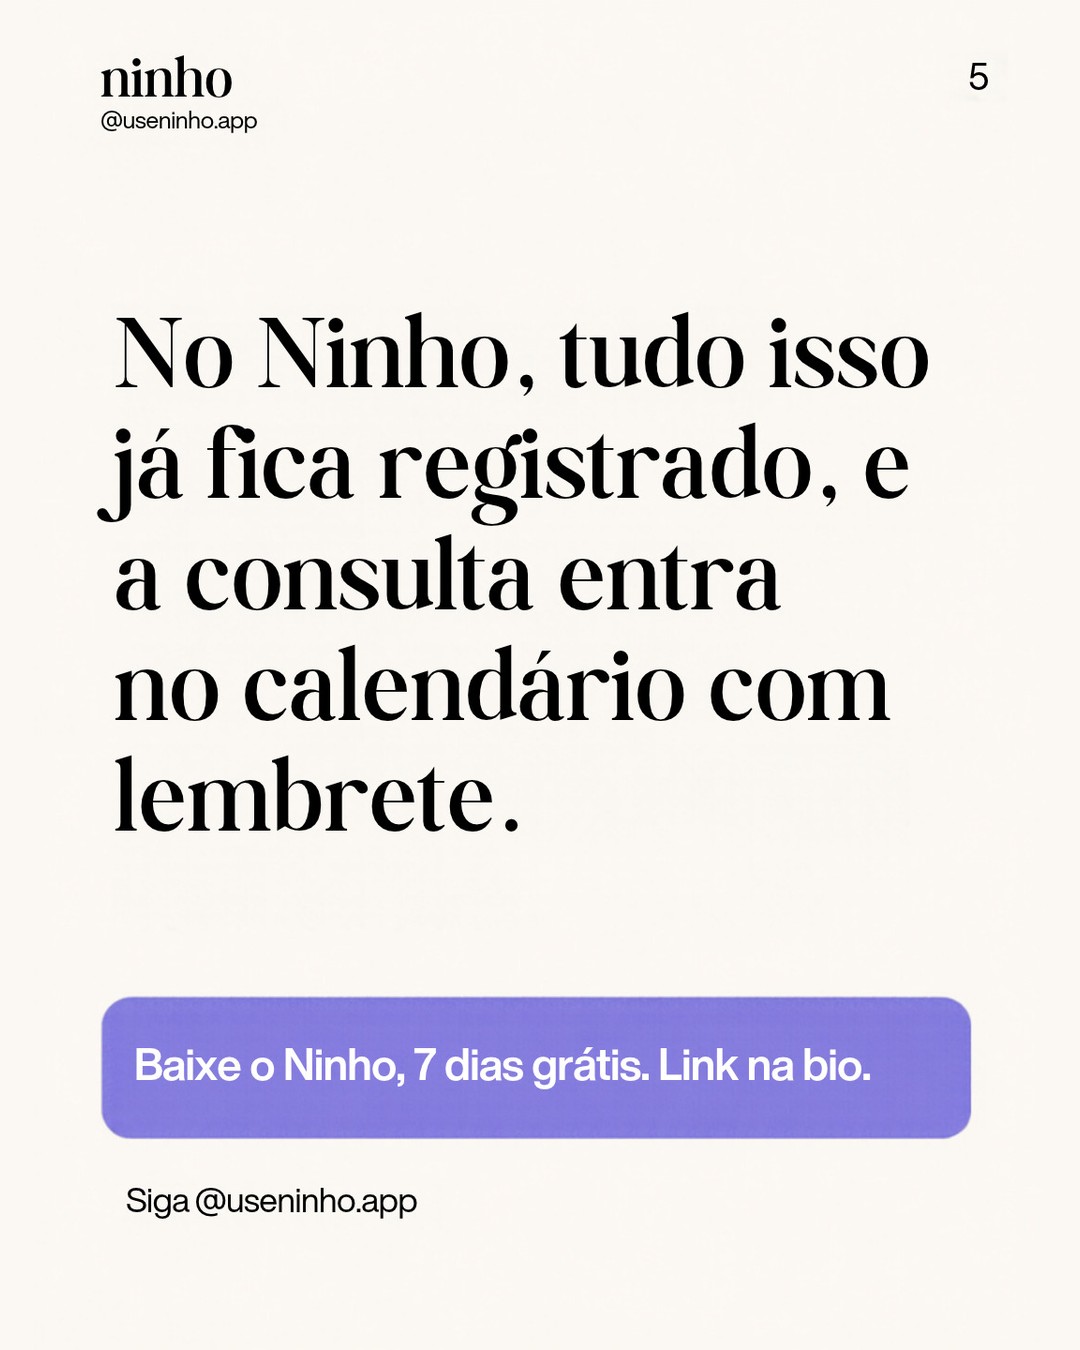 ninho
@useninho.app
5
No Ninho, tudo isso
já fica registrado, e
a consulta entra
no calendário com
lembrete.
Baixe o Ninho, 7 dias grátis. Link na bio.
Siga @useninho.app